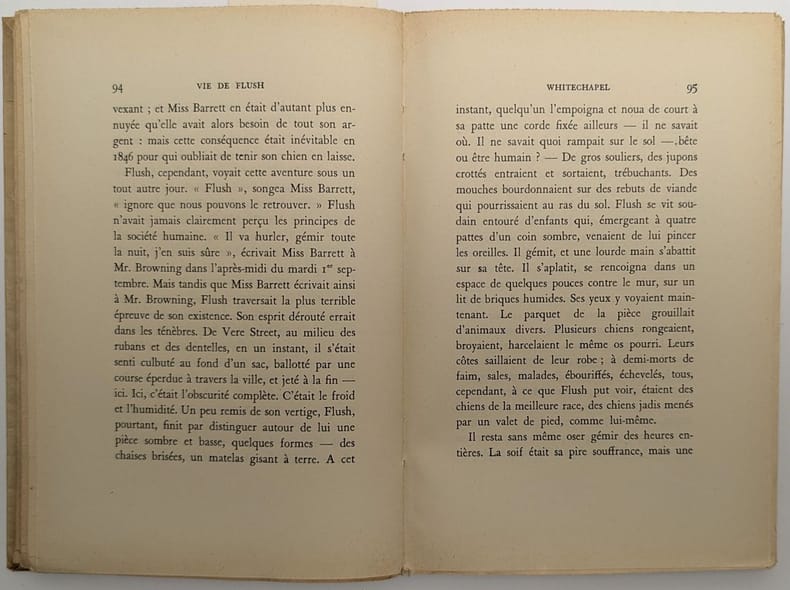 94 VIE DE FLUSH
vexant ; et Miss Barrett en était d'autant plus en-
nuyée qu'elle avait alors besoin de tout son ar-
gent : mais cette conséquence était inévitable en
1846 pour qui oubliait de tenir son chien en laisse.
Flush, cependant, voyait cette aventure sous un
tout autre jour. « Flush », songea Miss Barrett,
« ignore que nous pouvons le retrouver. » Flush
n'avait jamais clairement perçu les principes de
la société humaine. « Il va hurler, gémir toute
la nuit, j'en suis sûre », écrivait Miss Barrett à
Mr. Browning dans l'après-midi du mardi 1er sep-
tembre. Mais tandis que Miss Barrett écrivait ainsi
à Mr. Browning, Flush traversait la plus terrible
épreuve de son existence. Son esprit dérouté errait
dans les ténèbres. De Vere Street, au milieu des
rubans et des dentelles, en un instant, il s'était
senti culbuté au fond d'un sac, ballotté par une
course éperdue à travers la ville, et jeté à la fin —
ici. Ici, c'était l'obscurité complète. C'était le froid
et l'humidité. Un peu remis de son vertige, Flush,
pourtant, finit par distinguer autour de lui une
pièce sombre et basse, quelques formes — des
chaises brisées, un matelas gisant à terre. A cet
WHITECHAPEL 95
instant, quelqu'un l'empoigna et noua de court à
sa patte une corde fixée ailleurs — il ne savait
où. Il ne savait quoi rampait sur le sol — bête
ou être humain ? — De gros souliers, des jupons
crottés entraient et sortaient, trébuchants. Des
mouches bourdonnaient sur des rebuts de viande
qui pourrissaient au ras du sol. Flush se vit sou-
dain entouré d'enfants qui, émergeant à quatre
pattes d'un coin sombre, venaient de lui pincer
les oreilles. Il gémit, et une lourde main s'abattit
sur sa tête. Il s'aplatit, se rencoigna dans un
espace de quelques pouces contre le mur, sur un
lit de briques humides. Ses yeux y voyaient main-
tenant. Le parquet de la pièce grouillait
d'animaux divers. Plusieurs chiens rongeaient,
broyaient, harcelaient le même os pourri. Leurs
côtes saillaient de leur robe ; à demi-morts de
faim, sales, malades, ébouriffés, échevelés, tous,
cependant, à ce que Flush put voir, étaient des
chiens de la meilleure race, des chiens jadis menés
par un valet de pied, comme lui-même.
Il resta sans même oser gémir des heures en-
tières. La soif était sa pire souffrance, mais une